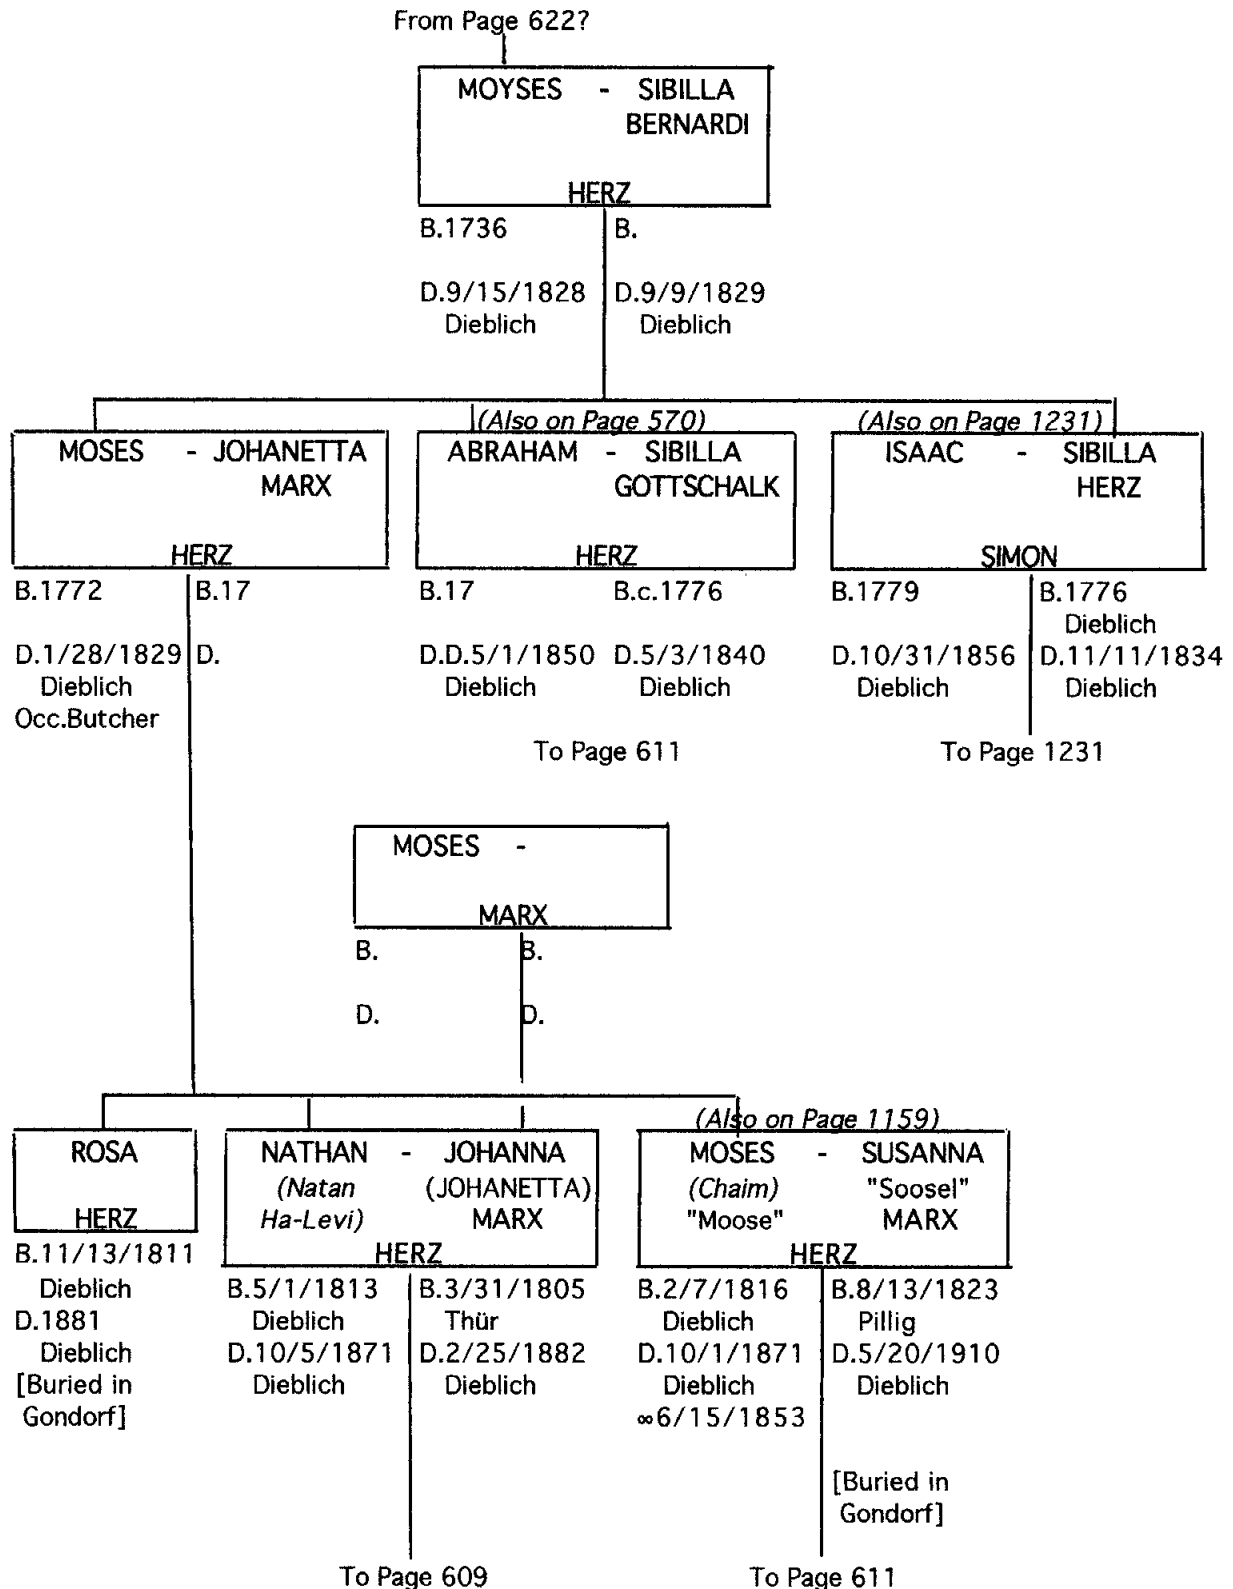 From Page 622?
MOYSES - SIBILLA
BERNARDI
HERZ
B.1736 B.
D.9/15/1828 D.9/9/1829
Dieblich Dieblich
(Also on Page 570) (Also on Page 1231)
MOSES - JOHANETTA ABRAHAM - SIBILLA ISAAC - SIBILLA
MARX GOTTSCHALK HERZ
HERZ HERZ SIMON
B.1772 B.17 B.17 B.c.1776 B.1779 B.1776
Dieblich
D.1/28/1829 D. D.D.5/1/1850 D.5/3/1840 D.10/31/1856 D.11/11/1834
Dieblich Dieblich Dieblich Dieblich Dieblich
Occ.Butcher
To Page 611 To Page 1231
MOSES -
MARX
B. B.
D. D.
(Also on Page 1159)
ROSA NATHAN - JOHANNA MOSES - SUSANNA
(Natan (JOHANETTA) (Chaim) "Soosel"
HERZ Ha-Levi) MARX "Moose" MARX
HERZ HERZ
B.11/13/1811 B.5/1/1813 B.3/31/1805 B.2/7/1816 B.8/13/1823
Dieblich Dieblich Thür Dieblich Pillig
D.1881 D.10/5/1871 D.2/25/1882 D.10/1/1871 D.5/20/1910
Dieblich Dieblich Dieblich Dieblich Dieblich
[Buried in ∞6/15/1853
Gondorf]
[Buried in
Gondorf]
To Page 609 To Page 611